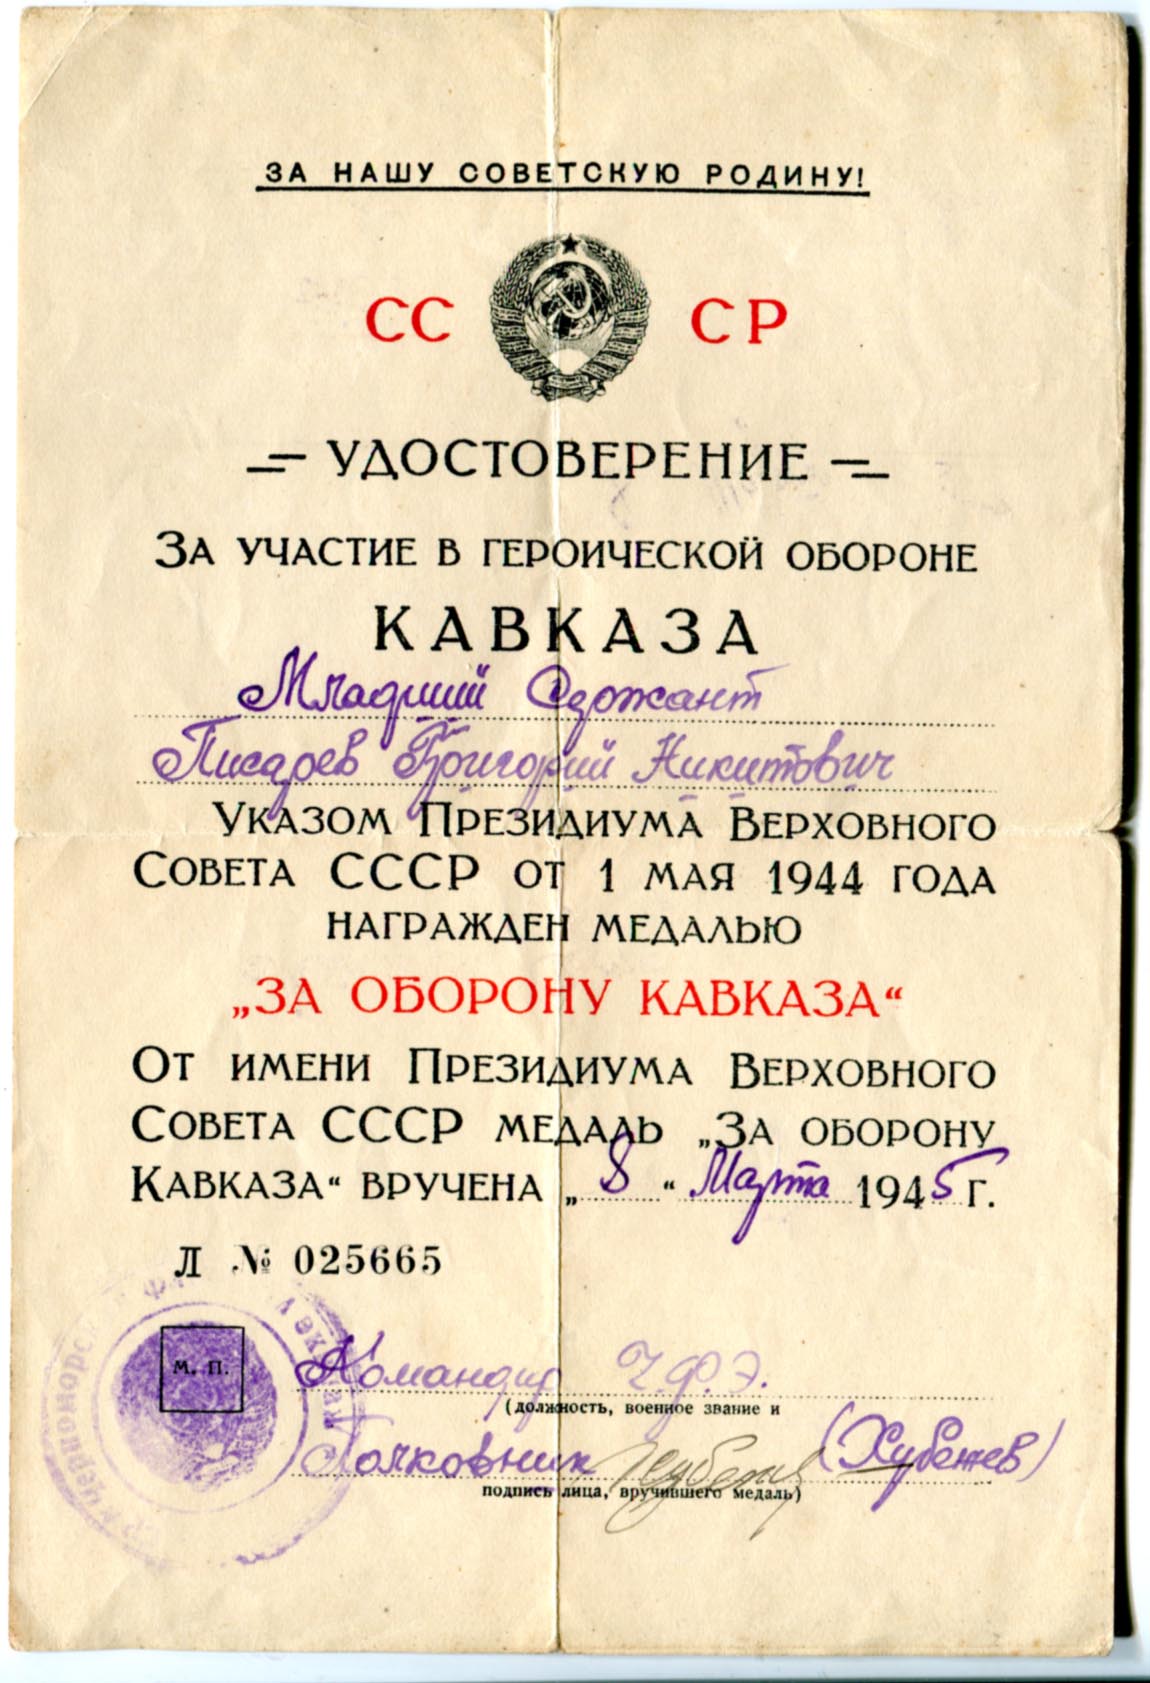 ЗА НАШУ СОВЕТСКУЮ РОДИНУ!
СС СР
УДОСТОВЕРЕНИЕ
ЗА УЧАСТИЕ В ГЕРОИЧЕСКОЙ ОБОРОНЕ
КАВКАЗА
Младший Сержант
Писарев Григорий Никитович
УКАЗОМ ПРЕЗИДИУМА ВЕРХОВНОГО
СОВЕТА СССР ОТ 1 МАЯ 1944 ГОДА
НАГРАЖДЕН МЕДАЛЬЮ
„ЗА ОБОРОНУ КАВКАЗА“
ОТ ИМЕНИ ПРЕЗИДИУМА ВЕРХОВНОГО
СОВЕТА СССР МЕДАЛЬ „ЗА ОБОРОНУ
КАВКАЗА“ ВРУЧЕНА „8“ Марта 1945 Г.
Л № 025665
М. П.
Командир Ч.Ф.Э.
(должность, военное звание и
Полковник (Хубежев)
подпись лица, вручившего медаль)